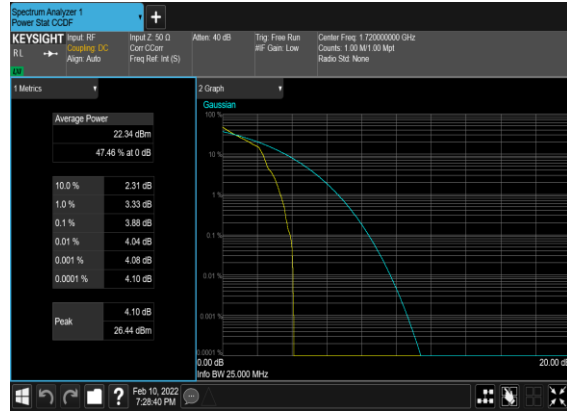 Spectrum Analyzer 1
Power Stat CCDF
KEYSIGHT
RL
Input: RF
Coupling: DC
Align: Auto
Input Z: 50 Ω
Corr CCorr
Freq Ref: Int (S)
Atten: 40 dB
Trig: Free Run
#IF Gain: Low
Center Freq: 1.720000000 GHz
Counts: 1.00 M/1.00 Mpt
Radio Std: None
1 Metrics
Average Power
22.34 dBm
47.46 % at 0 dB
10.0 % 2.31 dB
1.0 % 3.33 dB
0.1 % 3.88 dB
0.01 % 4.04 dB
0.001 % 4.08 dB
0.0001 % 4.10 dB
Peak
4.10 dB
26.44 dBm
2 Graph
Gaussian
100 %
10 %
1 %
0.1 %
0.01 %
0.001 %
0.0001 %
0.00 dB
20.00 dB
Info BW 25.000 MHz
?
Feb 10, 2022
7:28:40 PM